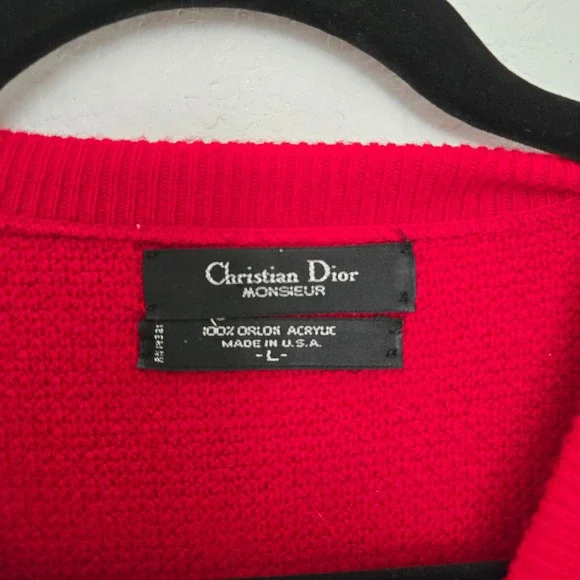 Christian Dior
MONSIEUR
100% ORLON ACRYLIC
MADE IN U.S.A.
-L-